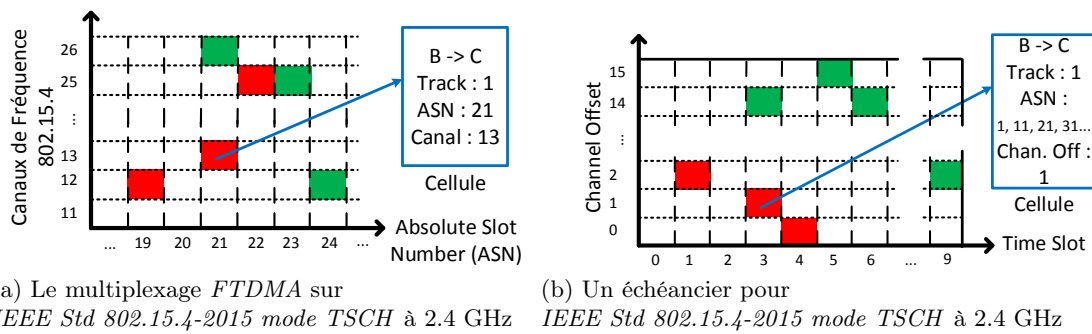 Canaux de Fréquence
802.15.4
26
25
...
13
12
11
... 19 20 21 22 23 24 ...
Absolute Slot
Number (ASN)
B -> C
Track : 1
ASN : 21
Canal : 13
Cellule
a) Le multiplexage FTDMA sur
IEEE Std 802.15.4-2015 mode TSCH à 2.4 GHz
Channel Offset
15
14
...
2
1
0
0 1 2 3 4 5 6 ... 9
Time Slot
B -> C
Track : 1
ASN :
1, 11, 21, 31...
Chan. Off :
1
Cellule
(b) Un échéancier pour
IEEE Std 802.15.4-2015 mode TSCH à 2.4 GHz